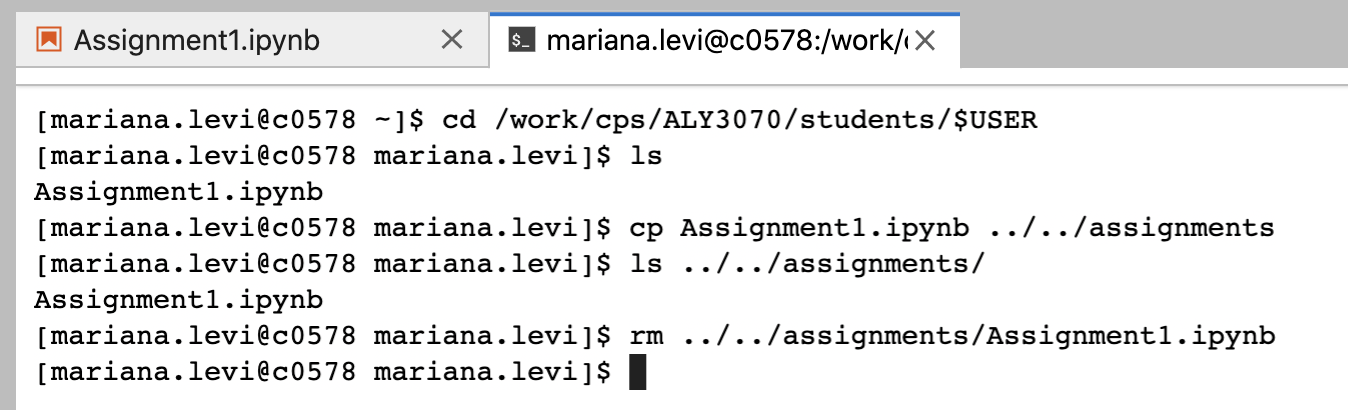 Assignment1.ipynb
$_ mariana.levi@c0578:/work/
[mariana.levi@c0578 ~]$ cd /work/cps/ALY3070/students/$USER
[mariana.levi@c0578 mariana.levi]$ ls
Assignment1.ipynb
[mariana.levi@c0578 mariana.levi]$ cp Assignment1.ipynb ../../assignments
[mariana.levi@c0578 mariana.levi]$ ls ../../assignments/
Assignment1.ipynb
[mariana.levi@c0578 mariana.levi]$ rm ../../assignments/Assignment1.ipynb
[mariana.levi@c0578 mariana.levi]$